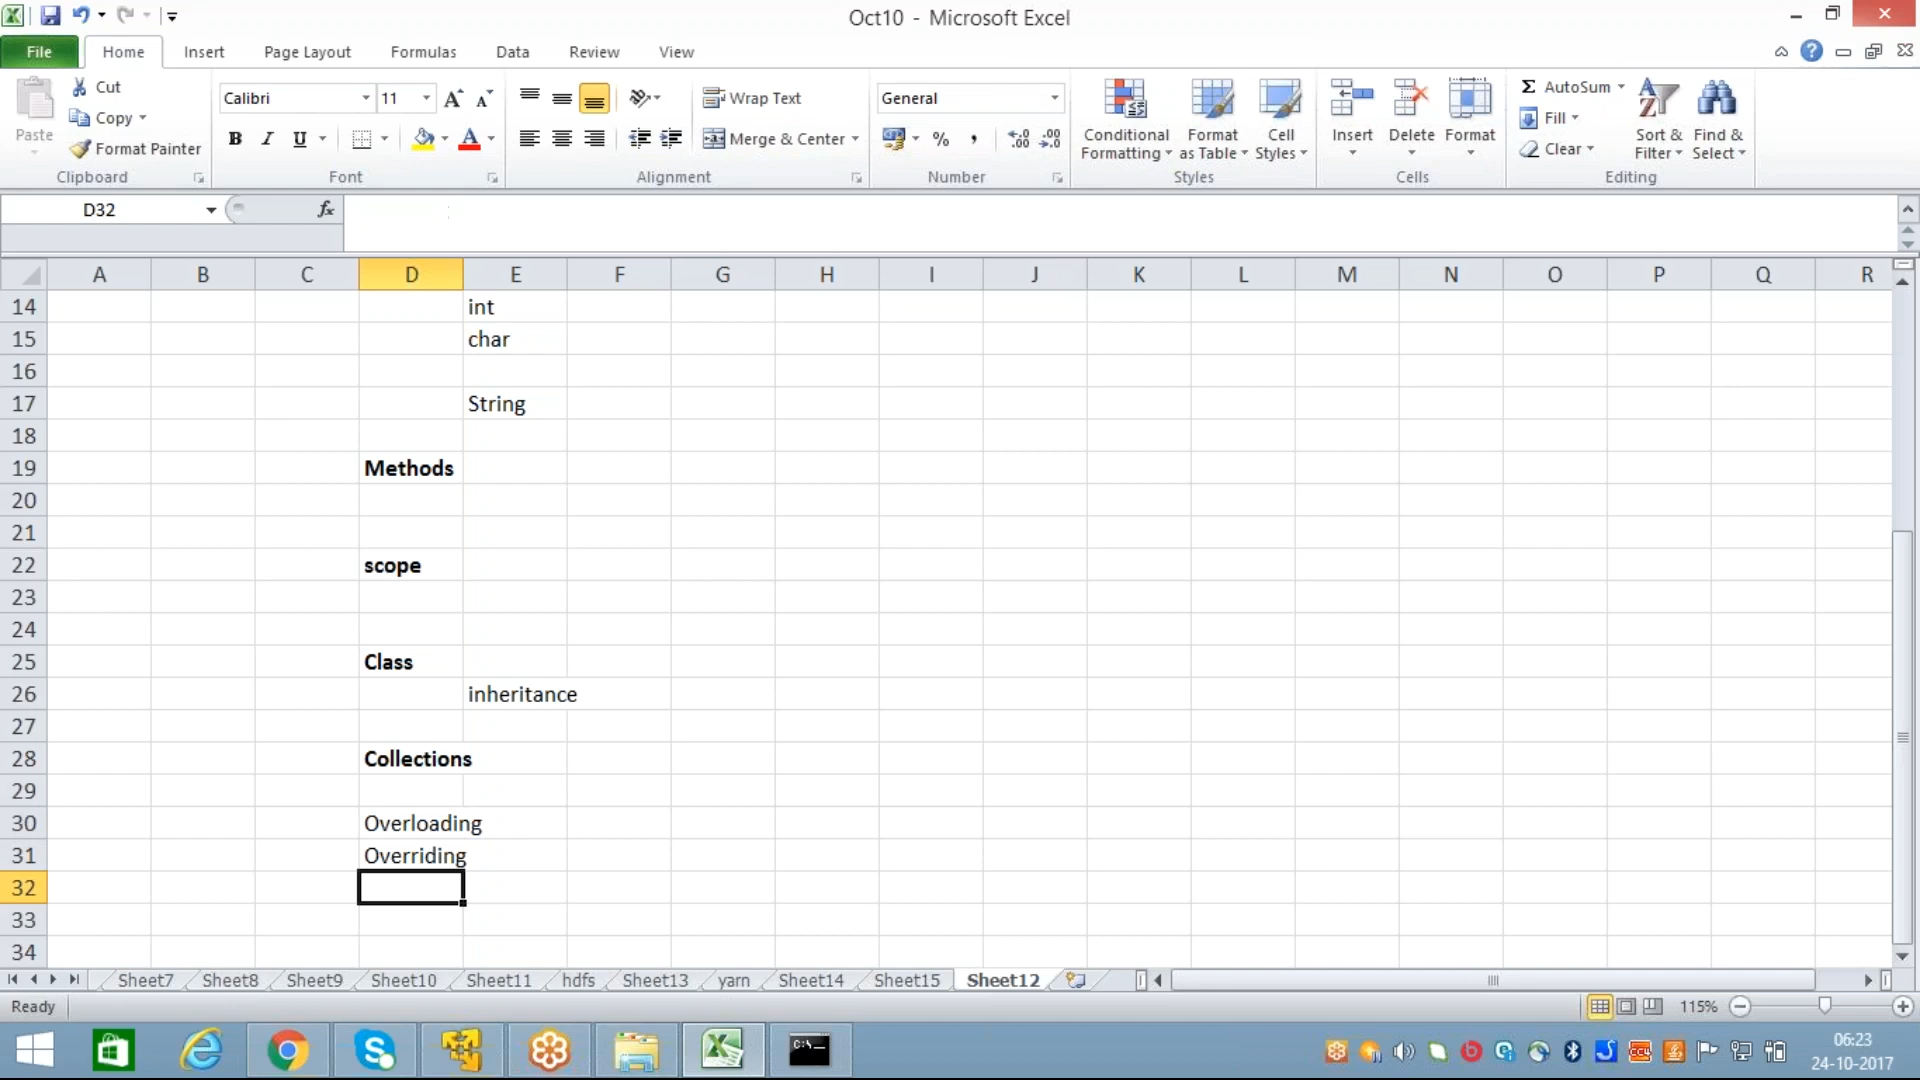 Oct10 - Microsoft Excel
File Home Insert Page Layout Formulas Data Review View
Paste
Cut
Copy
Format Painter
Clipboard
Calibri 11
B I U
Font
Wrap Text
Merge & Center
Alignment
General
% ,
Number
Conditional Formatting
Format as Table
Cell Styles
Styles
Insert Delete Format
Cells
Σ AutoSum
Fill
Clear
Sort & Filter
Find & Select
Editing
D32 fx
A B C D E F G H I J K L M N O P Q R
14 int
15 char
16
17 String
18
19 Methods
20
21
22 scope
23
24
25 Class
26 inheritance
27
28 Collections
29
30 Overloading
31 Overriding
32
33
34
Sheet7 Sheet8 Sheet9 Sheet10 Sheet11 hdfs Sheet13 yarn Sheet14 Sheet15 Sheet12
Ready 115%
06:23
24-10-2017